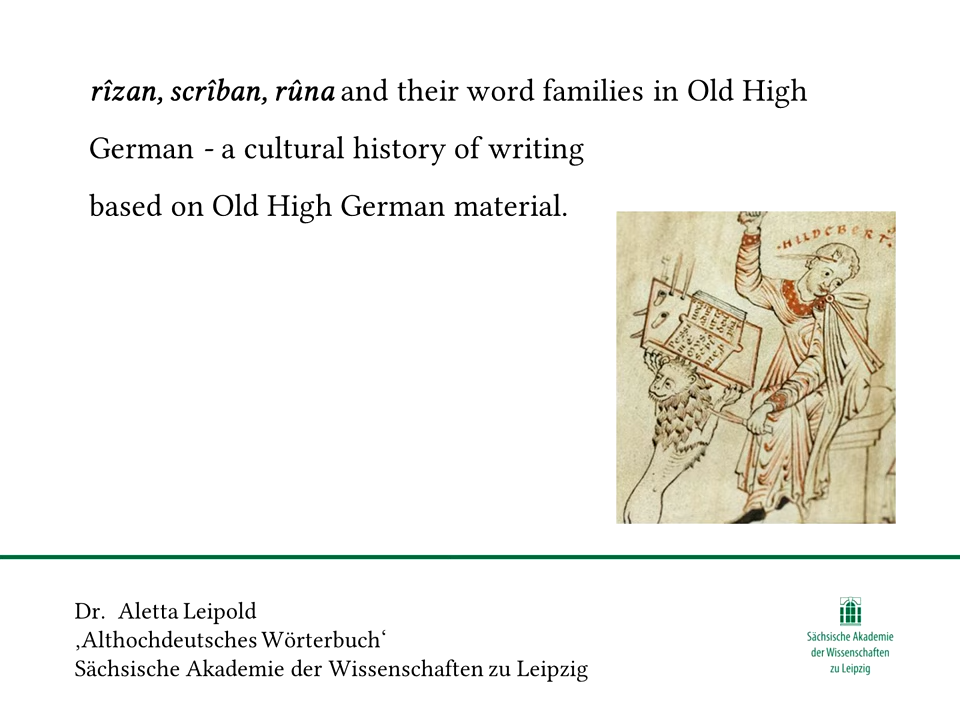 rîzan, scrîban, rûna and their word families in Old High
German - a cultural history of writing
based on Old High German material.
HILDEBERT
Dr. Aletta Leipold
‚Althochdeutsches Wörterbuch‘
Sächsische Akademie der Wissenschaften zu Leipzig
Sächsische Akademie
der Wissenschaften
zu Leipzig